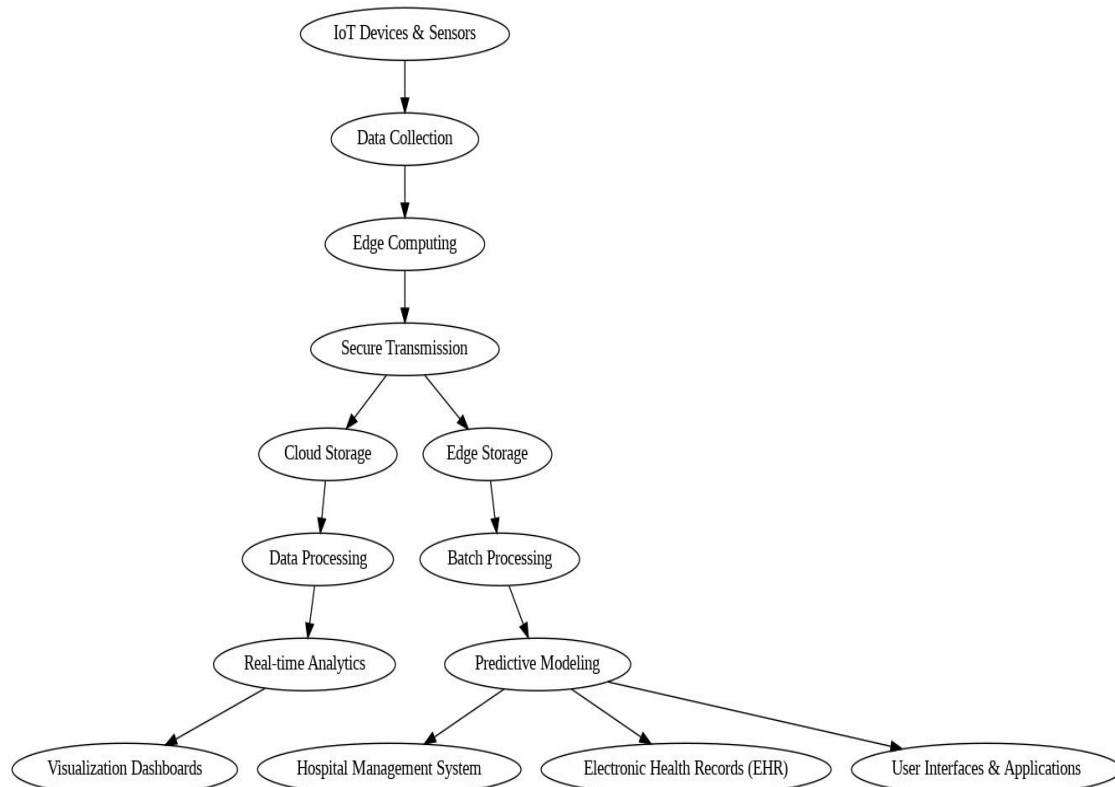 IoT Devices & Sensors
Data Collection
Edge Computing
Secure Transmission
Cloud Storage
Edge Storage
Data Processing
Batch Processing
Real-time Analytics
Predictive Modeling
Visualization Dashboards
Hospital Management System
Electronic Health Records (EHR)
User Interfaces & Applications